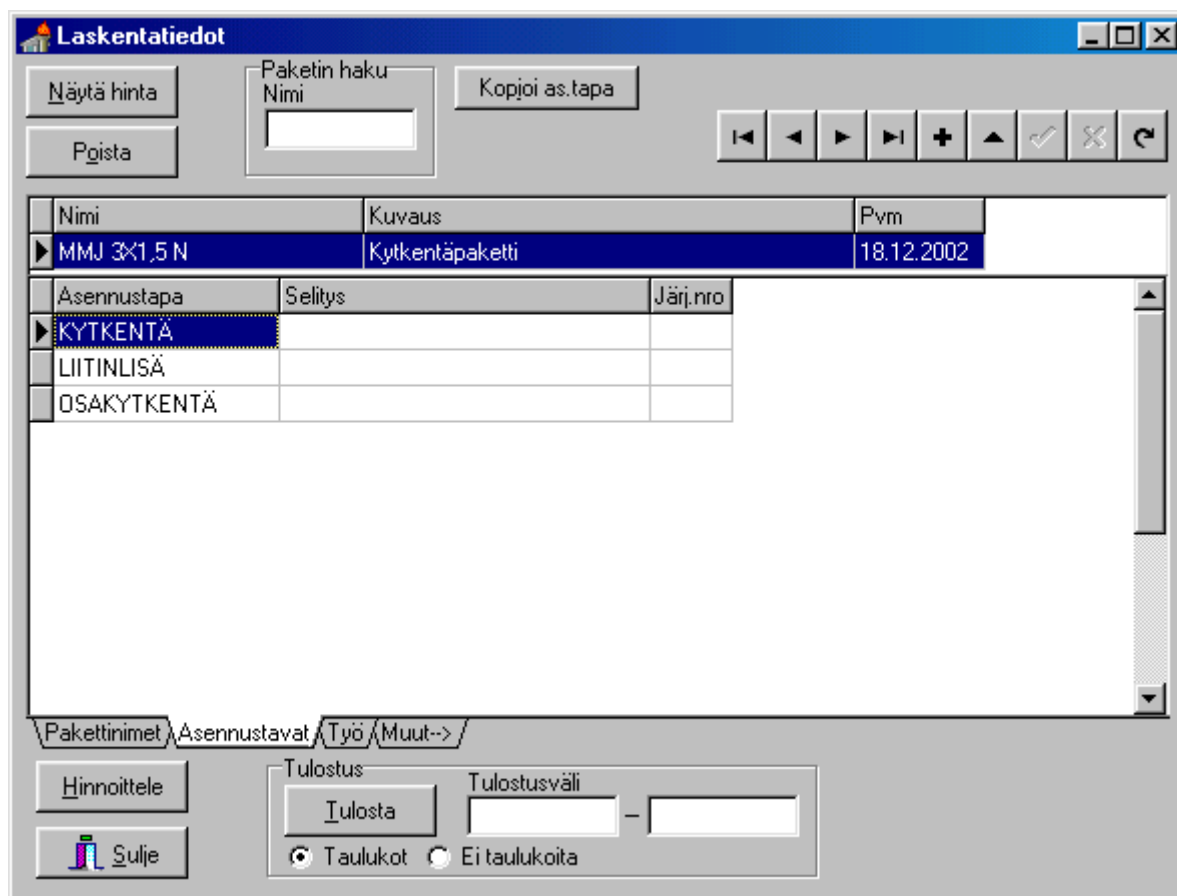 Laskentatiedot
Näytä hinta
Paketin haku
Nimi
Kopioi as.tapa
Poista
Nimi Kuvaus Pvm
MMJ 3X1,5 N Kytkentäpaketti 18.12.2002
Asennustapa Selitys Järj.nro
KYTKENTÄ
LIITINLISÄ
OSAKYTKENTÄ
Pakettinimet Asennustavat Työ Muut-->
Hinnoittele
Tulostus
Tulostusväli
Tulosta –
Sulje
Taulukot Ei taulukoita